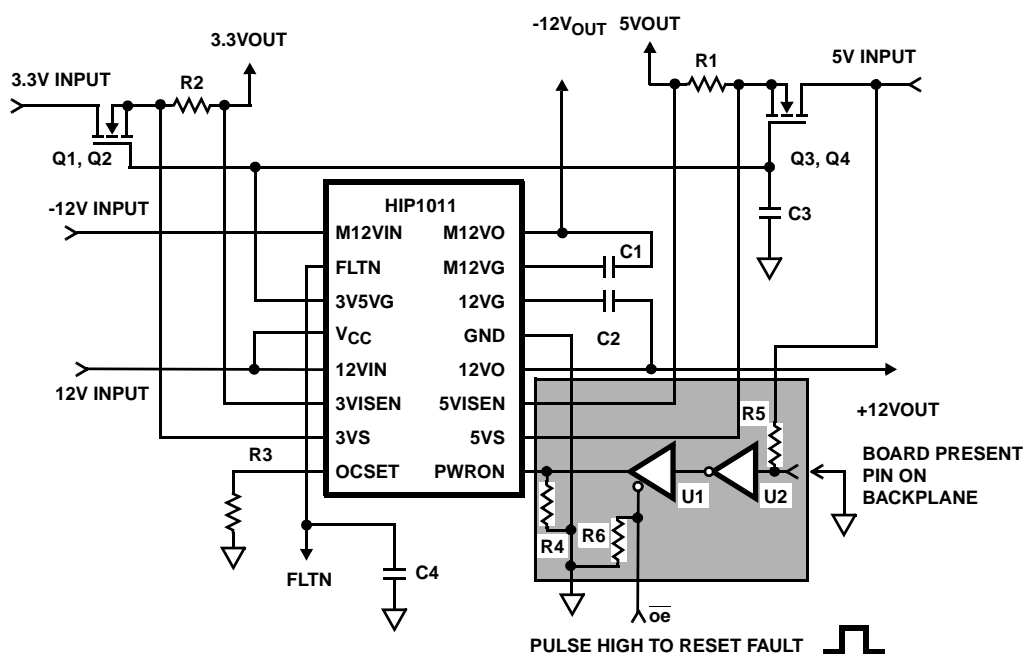 -12VOUT 5VOUT
3.3VOUT
3.3V INPUT
R2
R1
5V INPUT
Q1, Q2
Q3, Q4
-12V INPUT
HIP1011
C3
M12VIN
M12VO
C1
FLTN
M12VG
3V5VG
12VG
VCC
GND
C2
12VIN
12VO
12V INPUT
3VISEN
5VISEN
R5
+12VOUT
3VS
5VS
R3
OCSET
PWRON
U1
U2
BOARD PRESENT
PIN ON
BACKPLANE
R4
R6
FLTN
C4
oe
PULSE HIGH TO RESET FAULT